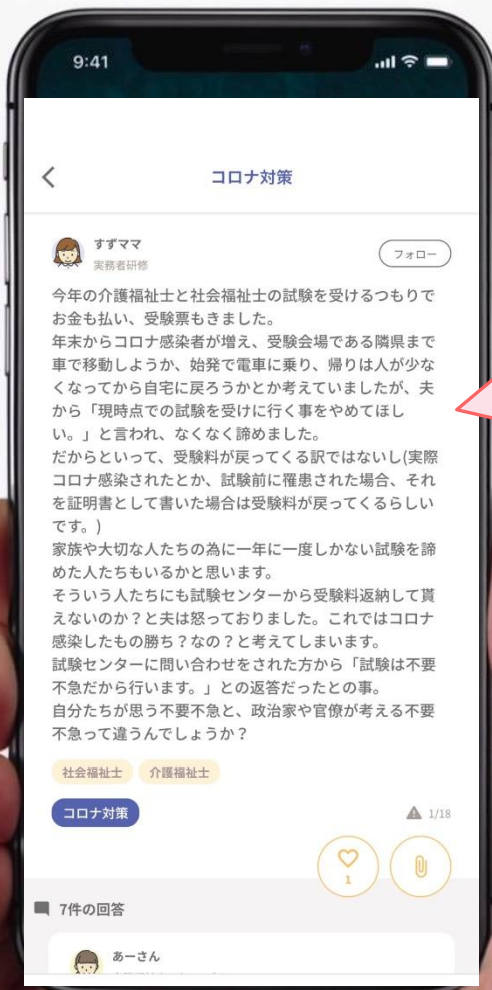 9:41
コロナ対策
すずママ
実務者研修
フォロー
今年の介護福祉士と社会福祉士の試験を受けるつもりで
お金も払い、受験票もきました。
年末からコロナ感染者が増え、受験会場である隣県まで
車で移動しようか、始発で電車に乗り、帰りは人が少な
くなってから自宅に戻ろうかとか考えていましたが、夫
から「現時点での試験を受けに行く事をやめてほし
い。」と言われ、なくなく諦めました。
だからといって、受験料が戻ってくる訳ではないし(実際
コロナ感染されたとか、試験前に罹患された場合、それ
を証明書として書いた場合は受験料が戻ってくるらしい
です。)
家族や大切な人たちの為に一年に一度しかない試験を諦
めた人たちもいるかと思います。
そういう人たちにも試験センターから受験料返納して貰
えないのか？と夫は怒っておりました。これではコロナ
感染したもの勝ち？なの？と考えてしまいます。
試験センターに問い合わせをされた方から「試験は不要
不急だから行います。」との返答だったとの事。
自分たちが思う不要不急と、政治家や官僚が考える不要
不急って違うんでしょうか？
社会福祉士 介護福祉士
コロナ対策
1/18
1
7件の回答
あーさん